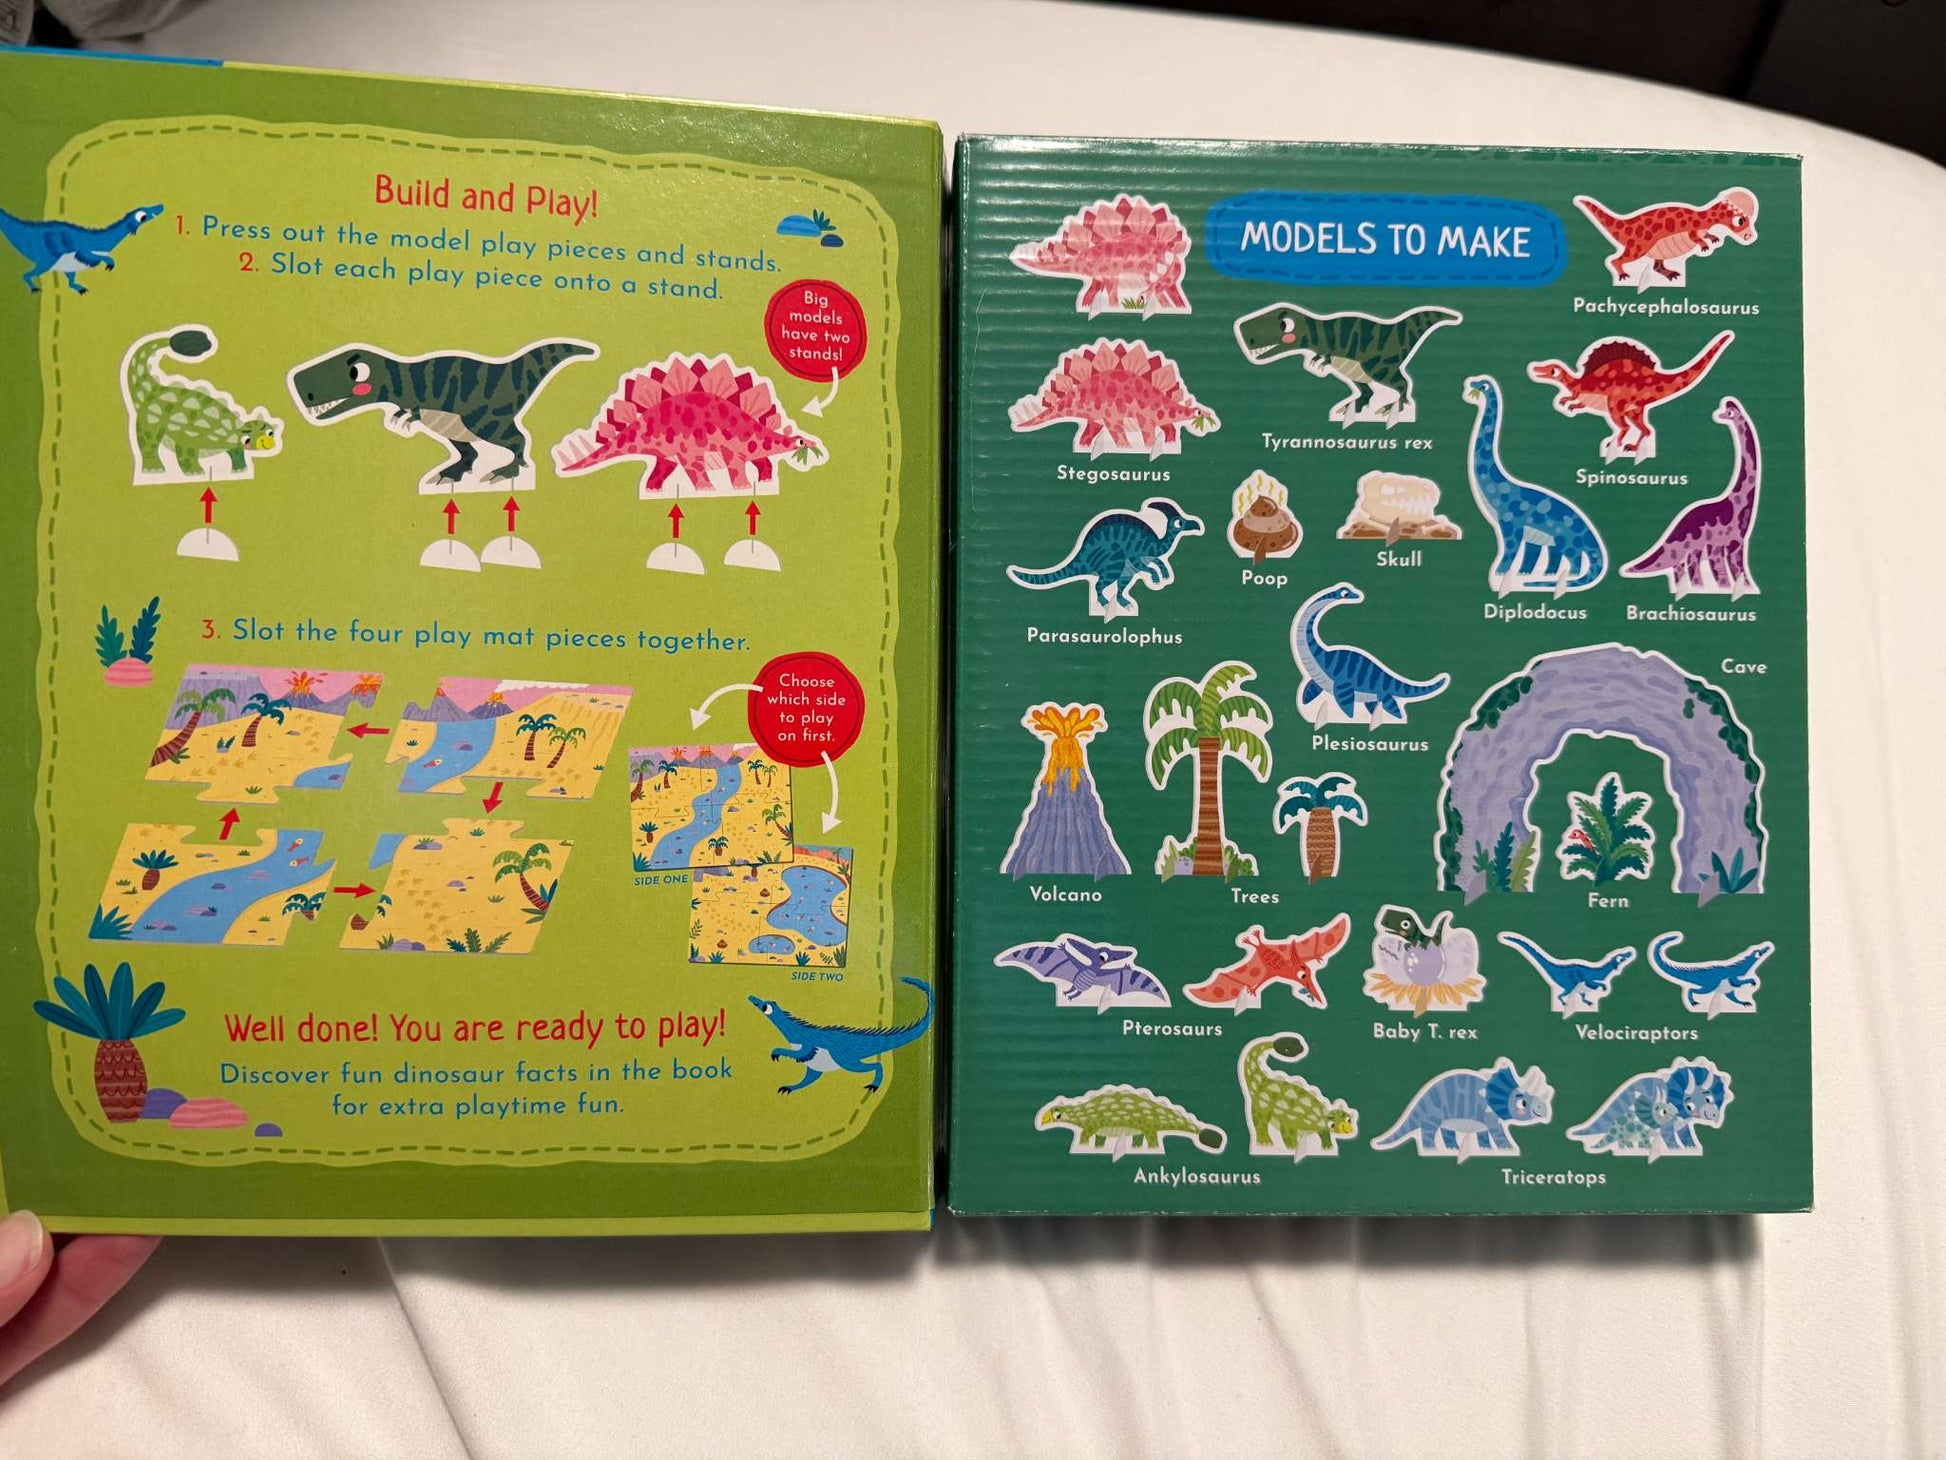 Build and Play!
1. Press out the model play pieces and stands.
2. Slot each play piece onto a stand.
Big
models
have two
stands!
3. Slot the four play mat pieces together.
Choose
which side
to play
on first.
SIDE ONE
SIDE TWO
Well done! You are ready to play!
Discover fun dinosaur facts in the book
for extra playtime fun.
MODELS TO MAKE
Pachycephalosaurus
Tyrannosaurus rex
Stegosaurus
Spinosaurus
Poop
Skull
Diplodocus
Brachiosaurus
Parasaurolophus
Cave
Plesiosaurus
Volcano
Trees
Fern
Pterosaurs
Baby T. rex
Velociraptors
Ankylosaurus
Triceratops